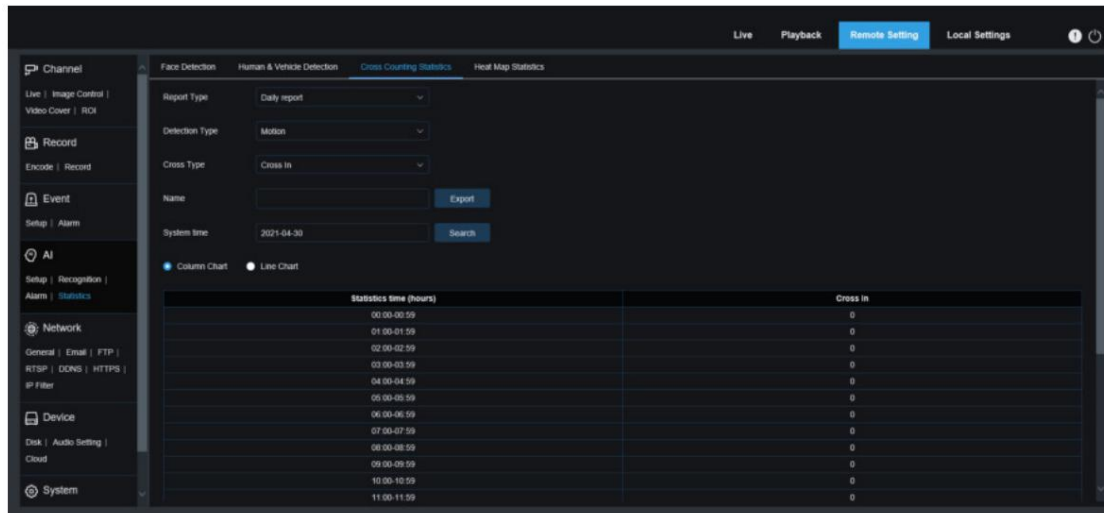 Live Playback Remote Setting Local Settings
Channel
Live | Image Control |
Video Cover | ROI
Record
Encode | Record
Event
Setup | Alarm
AI
Setup | Recognition |
Alarm | Statistics
Network
General | Email | FTP |
RTSP | DDNS | HTTPS |
IP Filter
Device
Disk | Audio Setting |
Cloud
System
Face Detection Human & Vehicle Detection Cross Counting Statistics Heat Map Statistics
Report Type Daily report
Detection Type Motion
Cross Type Cross In
Name Export
System time 2021-04-30 Search
Column Chart Line Chart
Statistics time (hours) Cross in
00:00-00:59 0
01:00-01:59 0
02:00-02:59 0
03:00-03:59 0
04:00-04:59 0
05:00-05:59 0
06:00-06:59 0
07:00-07:59 0
08:00-08:59 0
09:00-09:59 0
10:00-10:59 0
11:00-11:59 0